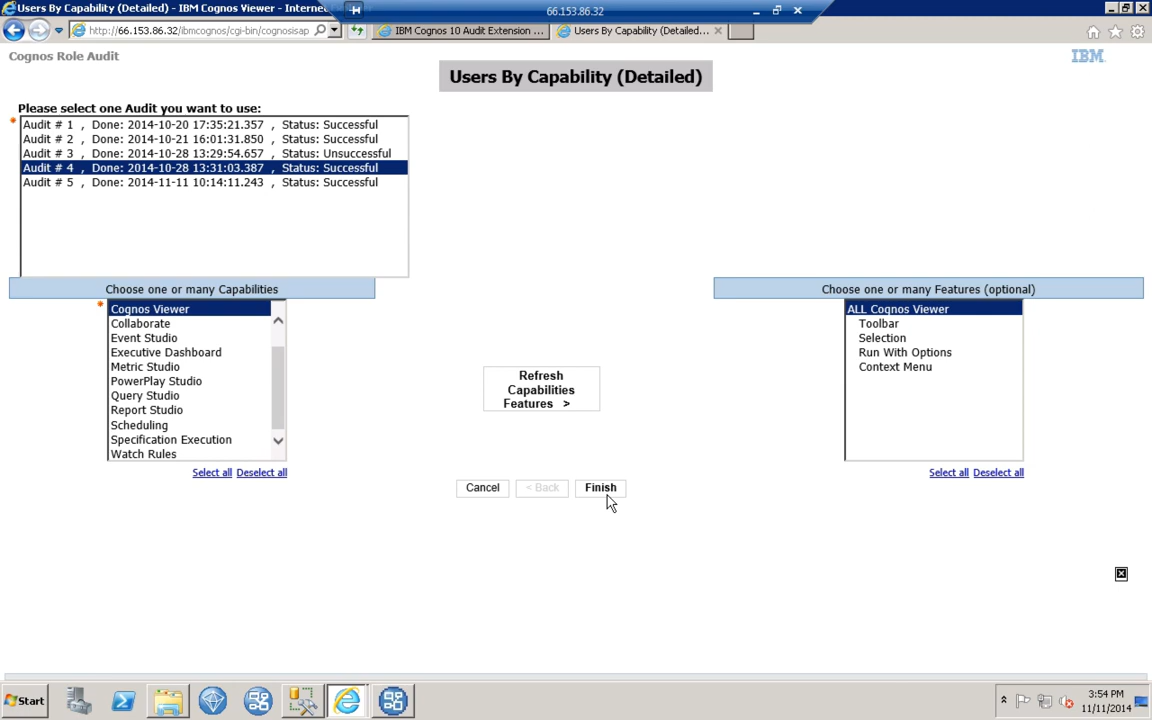 Users By Capability (Detailed) - IBM Cognos Viewer - Interne
66.153.86.32
http://66.153.86.32/ibmcognos/cgi-bin/cognosisap
IBM Cognos 10 Audit Extension ...
Users By Capability (Detailed...
Cognos Role Audit
IBM
Users By Capability (Detailed)
Please select one Audit you want to use:
Audit # 1 , Done: 2014-10-20 17:35:21.357 , Status: Successful
Audit # 2 , Done: 2014-10-21 16:01:31.850 , Status: Successful
Audit # 3 , Done: 2014-10-28 13:29:54.657 , Status: Unsuccessful
Audit # 4 , Done: 2014-10-28 13:31:03.387 , Status: Successful
Audit # 5 , Done: 2014-11-11 10:14:11.243 , Status: Successful
Choose one or many Capabilities
Cognos Viewer
Collaborate
Event Studio
Executive Dashboard
Metric Studio
PowerPlay Studio
Query Studio
Report Studio
Scheduling
Specification Execution
Watch Rules
Select all Deselect all
Refresh
Capabilities
Features >
Choose one or many Features (optional)
ALL Cognos Viewer
Toolbar
Selection
Run With Options
Context Menu
Select all Deselect all
Cancel
< Back
Finish
Start
3:54 PM
11/11/2014